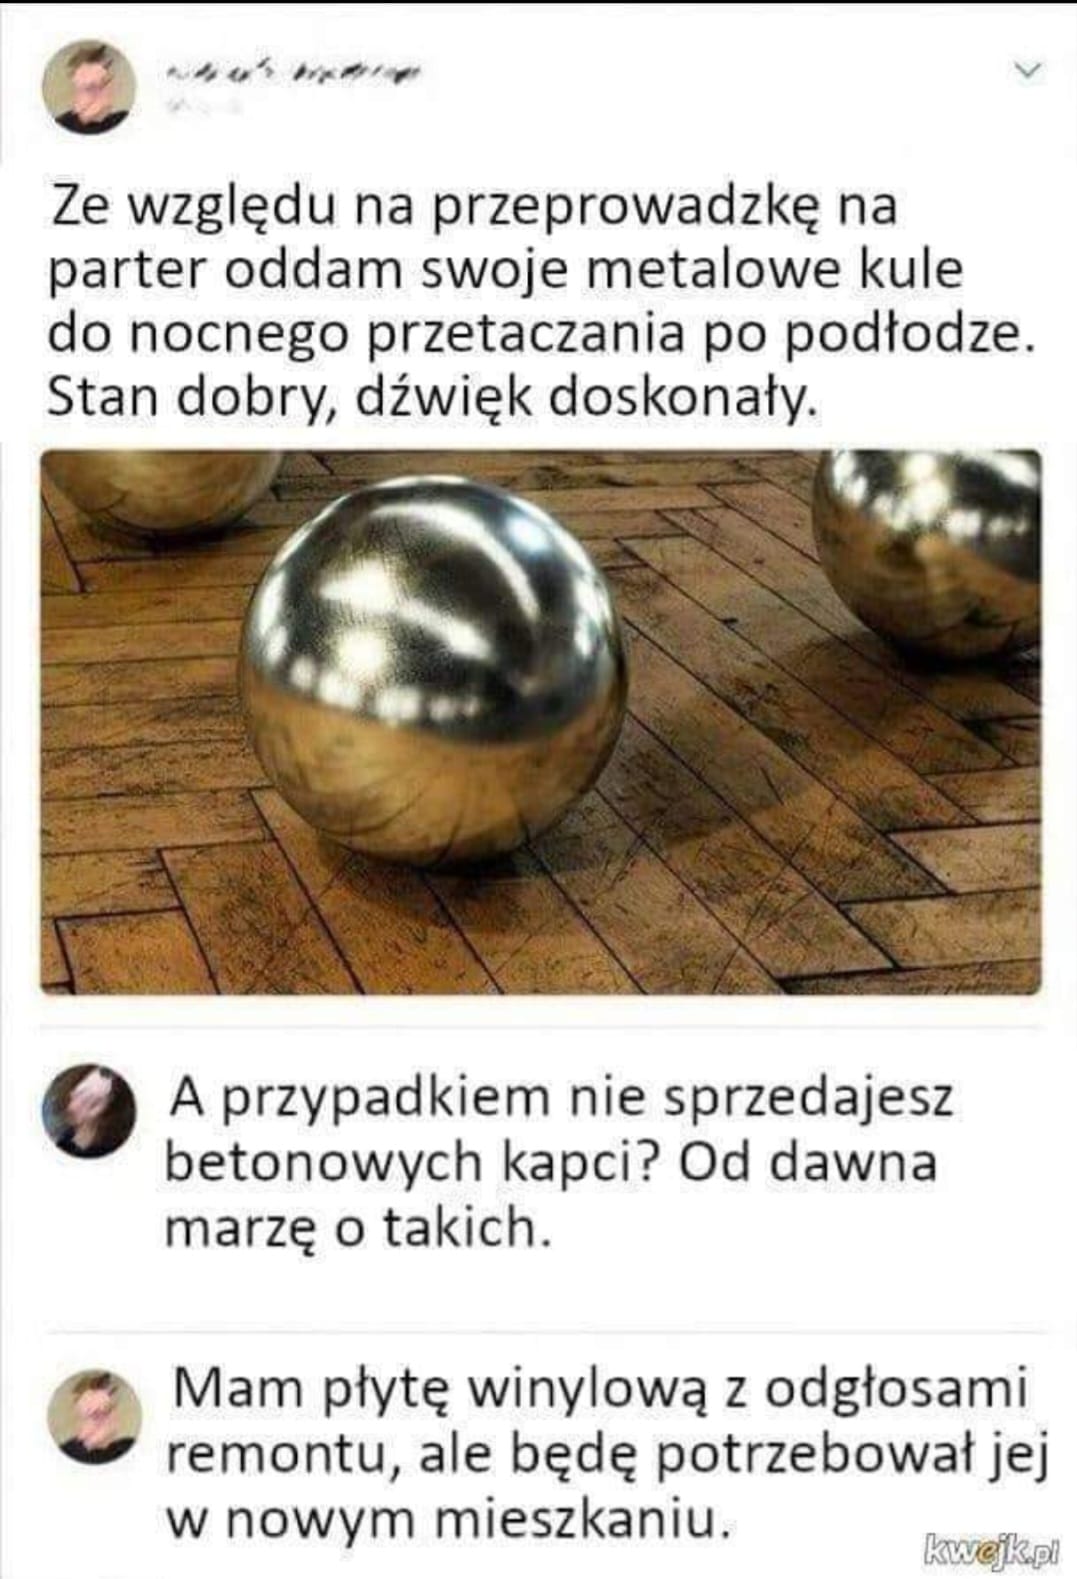 Ze względu na przeprowadzkę na
parter oddam swoje metalowe kule
do nocnego przetaczania po podłodze.
Stan dobry, dźwięk doskonały.
A przypadkiem nie sprzedajesz
betonowych kapci? Od dawna
marzę o takich.
Mam płytę winylową z odgłosami
remontu, ale będę potrzebował jej
w nowym mieszkaniu.
kwejk.pl